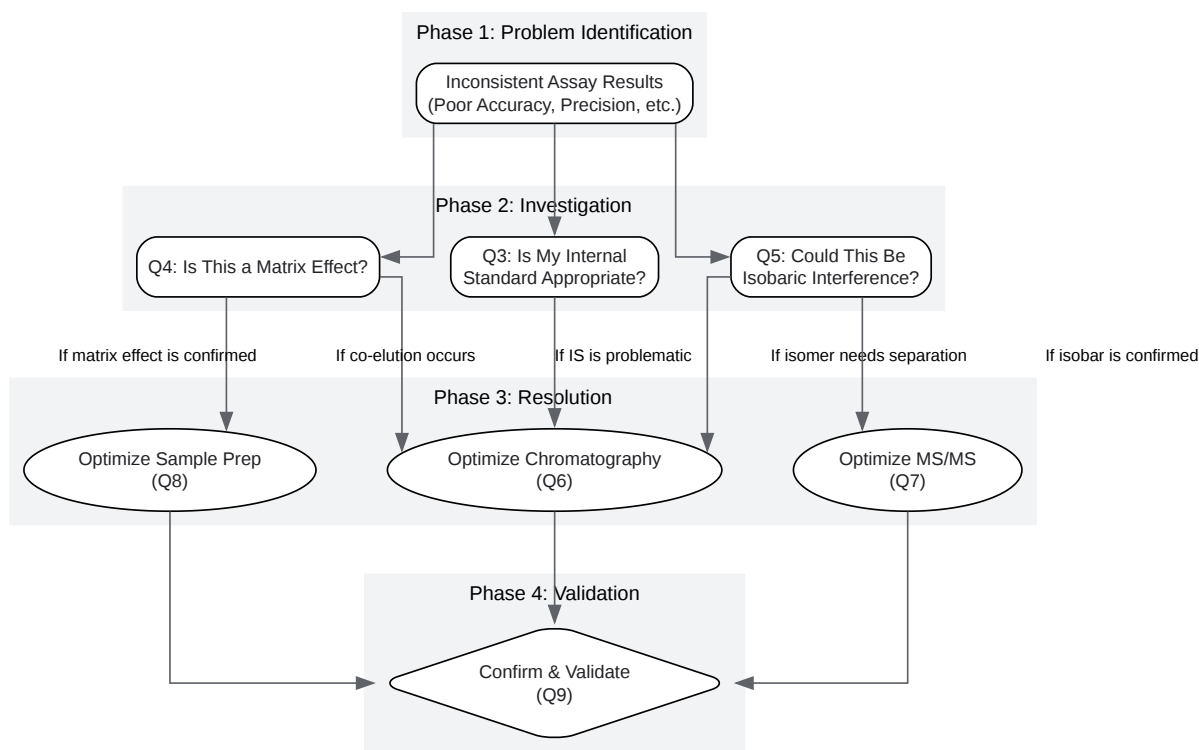 Phase 1: Problem Identification
Inconsistent Assay Results
(Poor Accuracy, Precision, etc.)
Phase 2: Investigation
Q4: Is This a Matrix Effect?
Q3: Is My Internal
Standard Appropriate?
Q5: Could This Be
Isobaric Interference?
If matrix effect is confirmed
If co-elution occurs
If IS is problematic
If isomer needs separation
If isobar is confirmed
Phase 3: Resolution
Optimize Sample Prep
(Q8)
Optimize Chromatography
(Q6)
Optimize MS/MS
(Q7)
Phase 4: Validation
Confirm & Validate
(Q9)